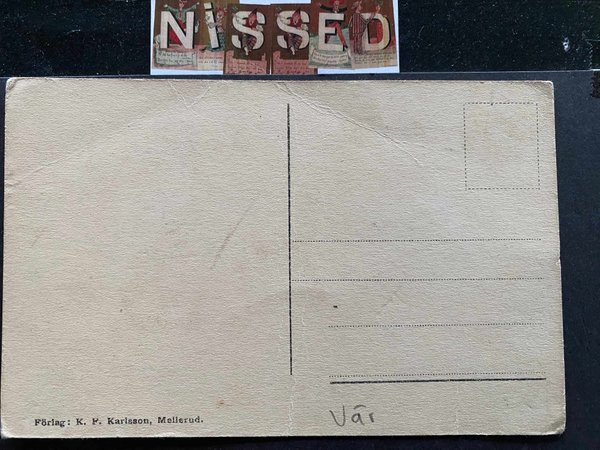 NiSSED
Förlag: K. F. Karlsson, Mellerud.
Vår